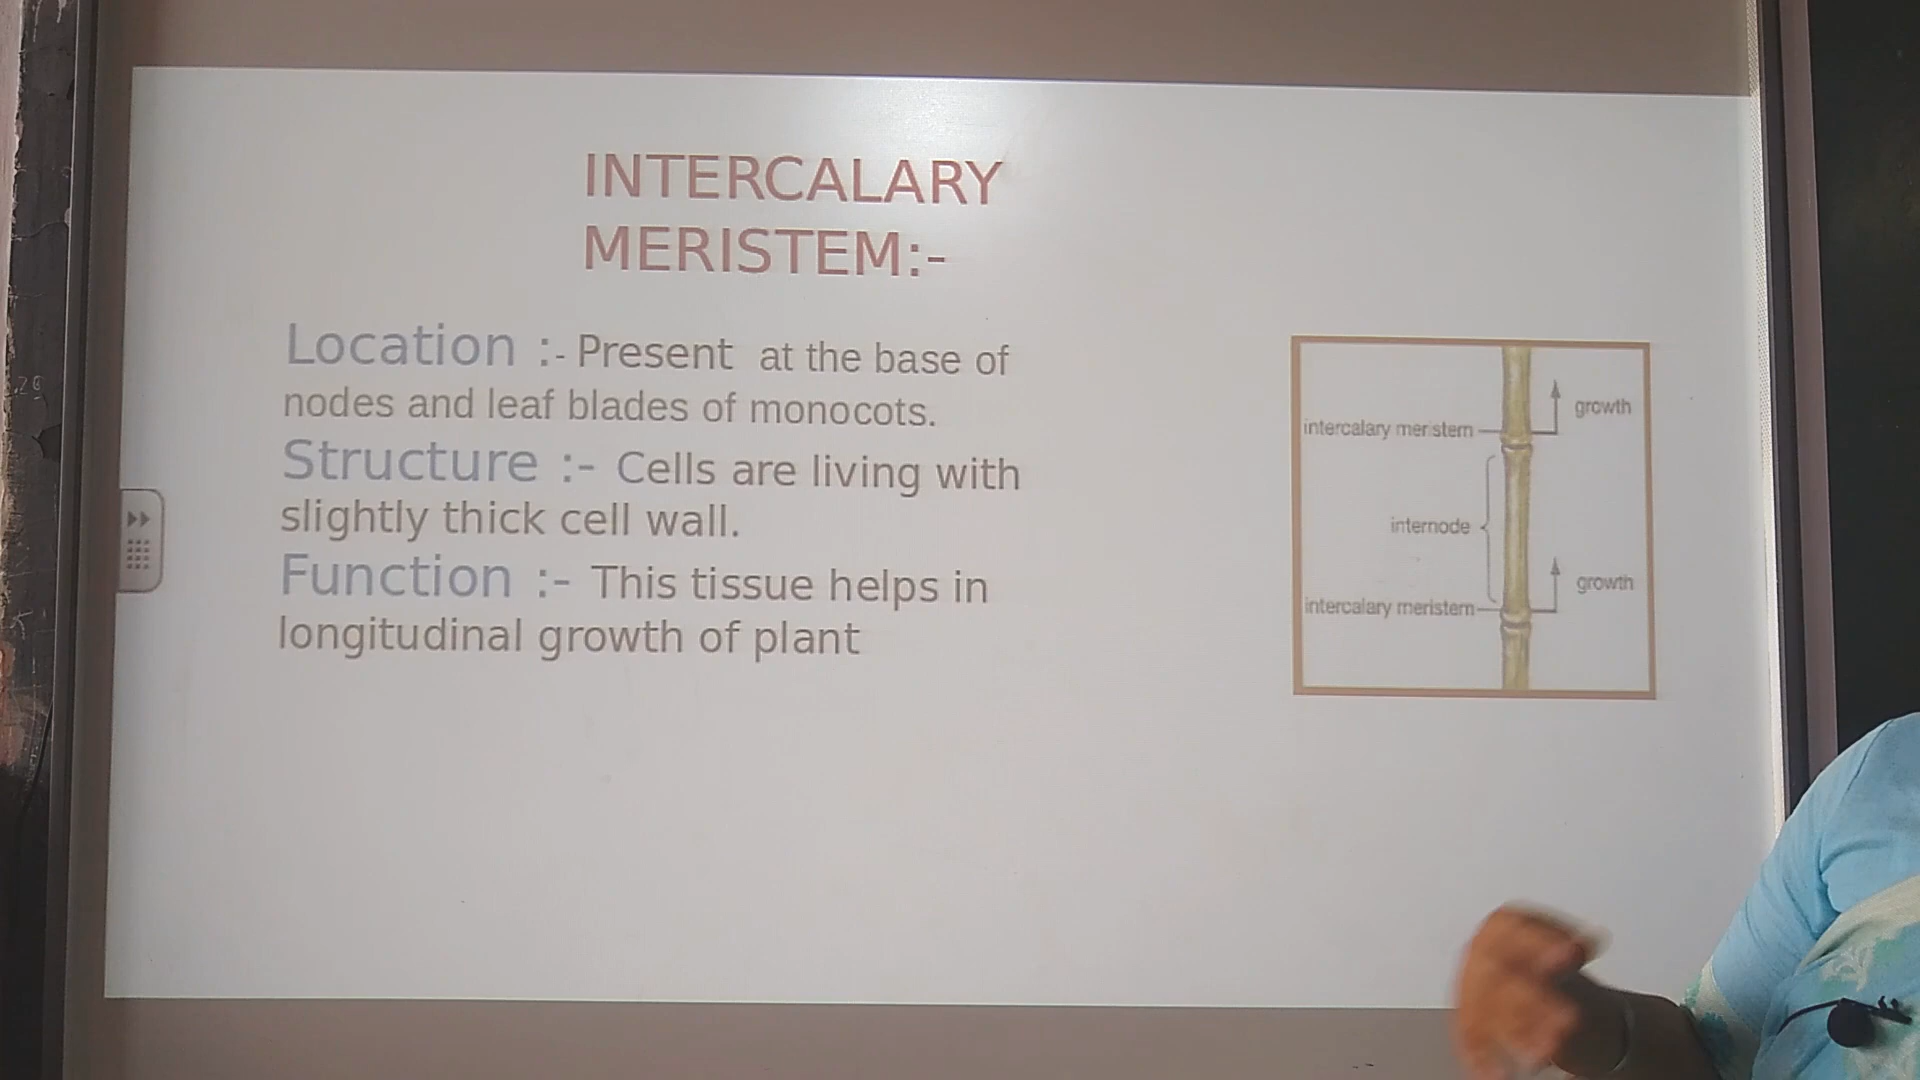 INTERCALARY
MERISTEM:-
Location :- Present at the base of
nodes and leaf blades of monocots.
Structure :- Cells are living with
slightly thick cell wall.
Function :- This tissue helps in
longitudinal growth of plant
growth
intercalary meristem
internode
growth
intercalary meristem